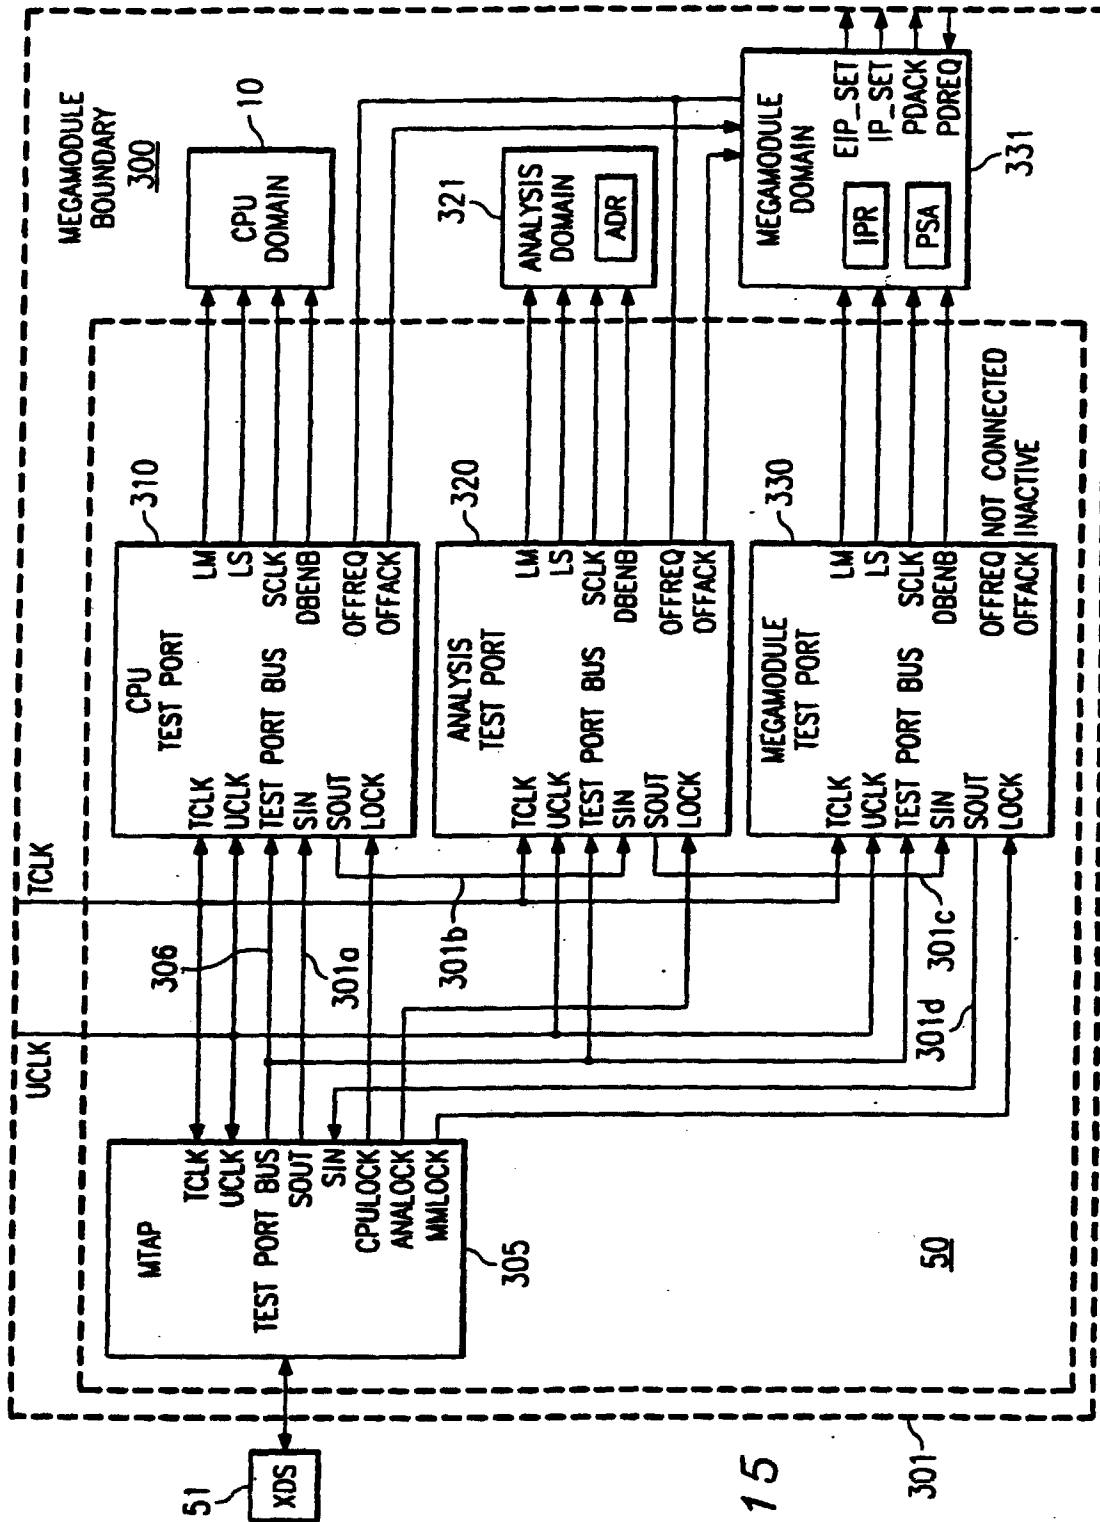 MEGAMODULE
BOUNDARY
300
UCLK
TCLK
51
XDS
MTAP
TCLK
UCLK
TEST PORT BUS
SOUT
SIN
CPULOCK
ANALOCK
MMLOCK
305
50
306
301a
301b
301c
301d
CPU
TEST PORT
310
TCLK
UCLK
TEST PORT BUS
SIN
SOUT
LOCK
LM
LS
SCLK
DBENB
OFFREQ
OFFACK
CPU
DOMAIN
10
ANALYSIS
TEST PORT
320
TCLK
UCLK
TEST PORT BUS
SIN
SOUT
LOCK
LM
LS
SCLK
DBENB
OFFREQ
OFFACK
ANALYSIS
DOMAIN
ADR
321
MEGAMODULE
TEST PORT
330
TCLK
UCLK
TEST PORT BUS
SIN
SOUT
LOCK
LM
LS
SCLK
DBENB
OFFREQ NOT CONNECTED
OFFACK INACTIVE
MEGAMODULE
DOMAIN
IPR
PSA
EIP_SET
IP_SET
PDACK
PDREQ
331
301
15